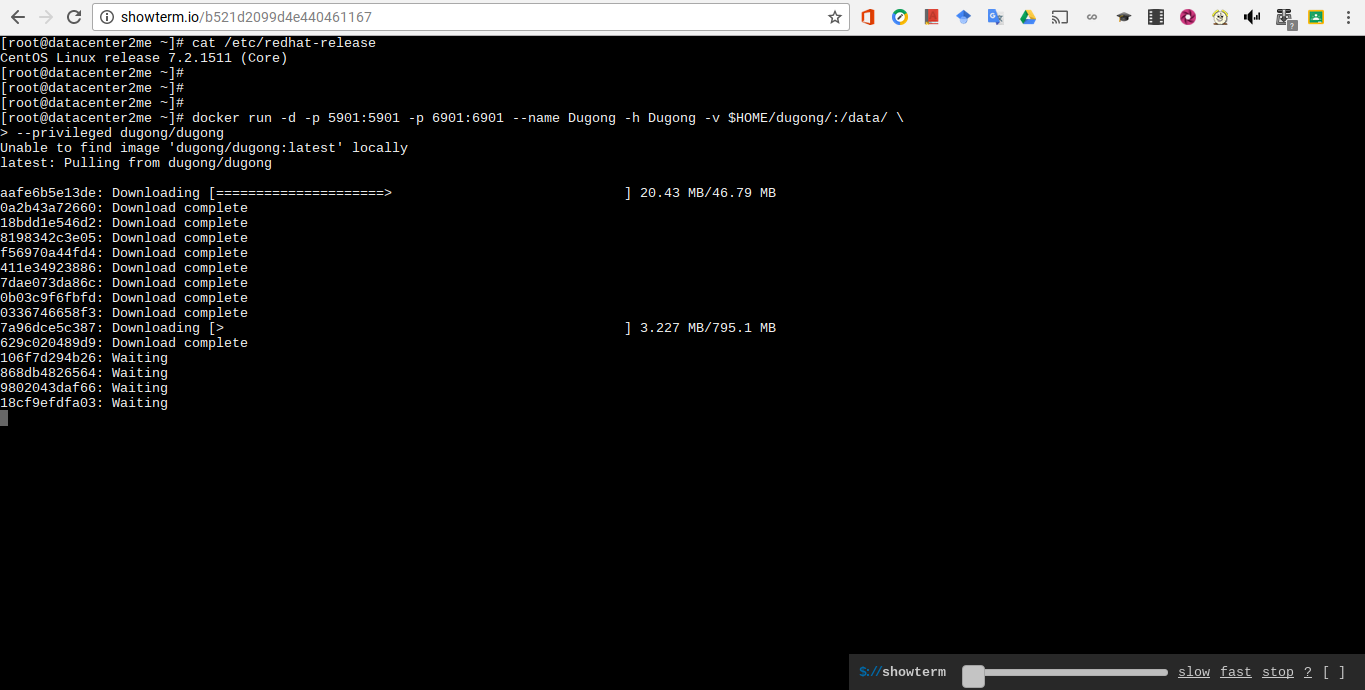 showterm.io/b521d2099d4e440461167
[root@datacenter2me ~]# cat /etc/redhat-release
CentOS Linux release 7.2.1511 (Core)
[root@datacenter2me ~]#
[root@datacenter2me ~]#
[root@datacenter2me ~]#
[root@datacenter2me ~]# docker run -d -p 5901:5901 -p 6901:6901 --name Dugong -h Dugong -v $HOME/dugong/:/data/ \
> --privileged dugong/dugong
Unable to find image 'dugong/dugong:latest' locally
latest: Pulling from dugong/dugong
aafe6b5e13de: Downloading [=====================>                             ] 20.43 MB/46.79 MB
0a2b43a72660: Download complete
18bdd1e546d2: Download complete
8198342c3e05: Download complete
f56970a44fd4: Download complete
411e34923886: Download complete
7dae073da86c: Download complete
0b03c9f6fbfd: Download complete
0336746658f3: Download complete
7a96dce5c387: Downloading [>                                                  ] 3.227 MB/795.1 MB
629c020489d9: Download complete
106f7d294b26: Waiting
868db4826564: Waiting
9802043daf66: Waiting
18cf9efdfa03: Waiting
$://showterm slow fast stop ? [ ]